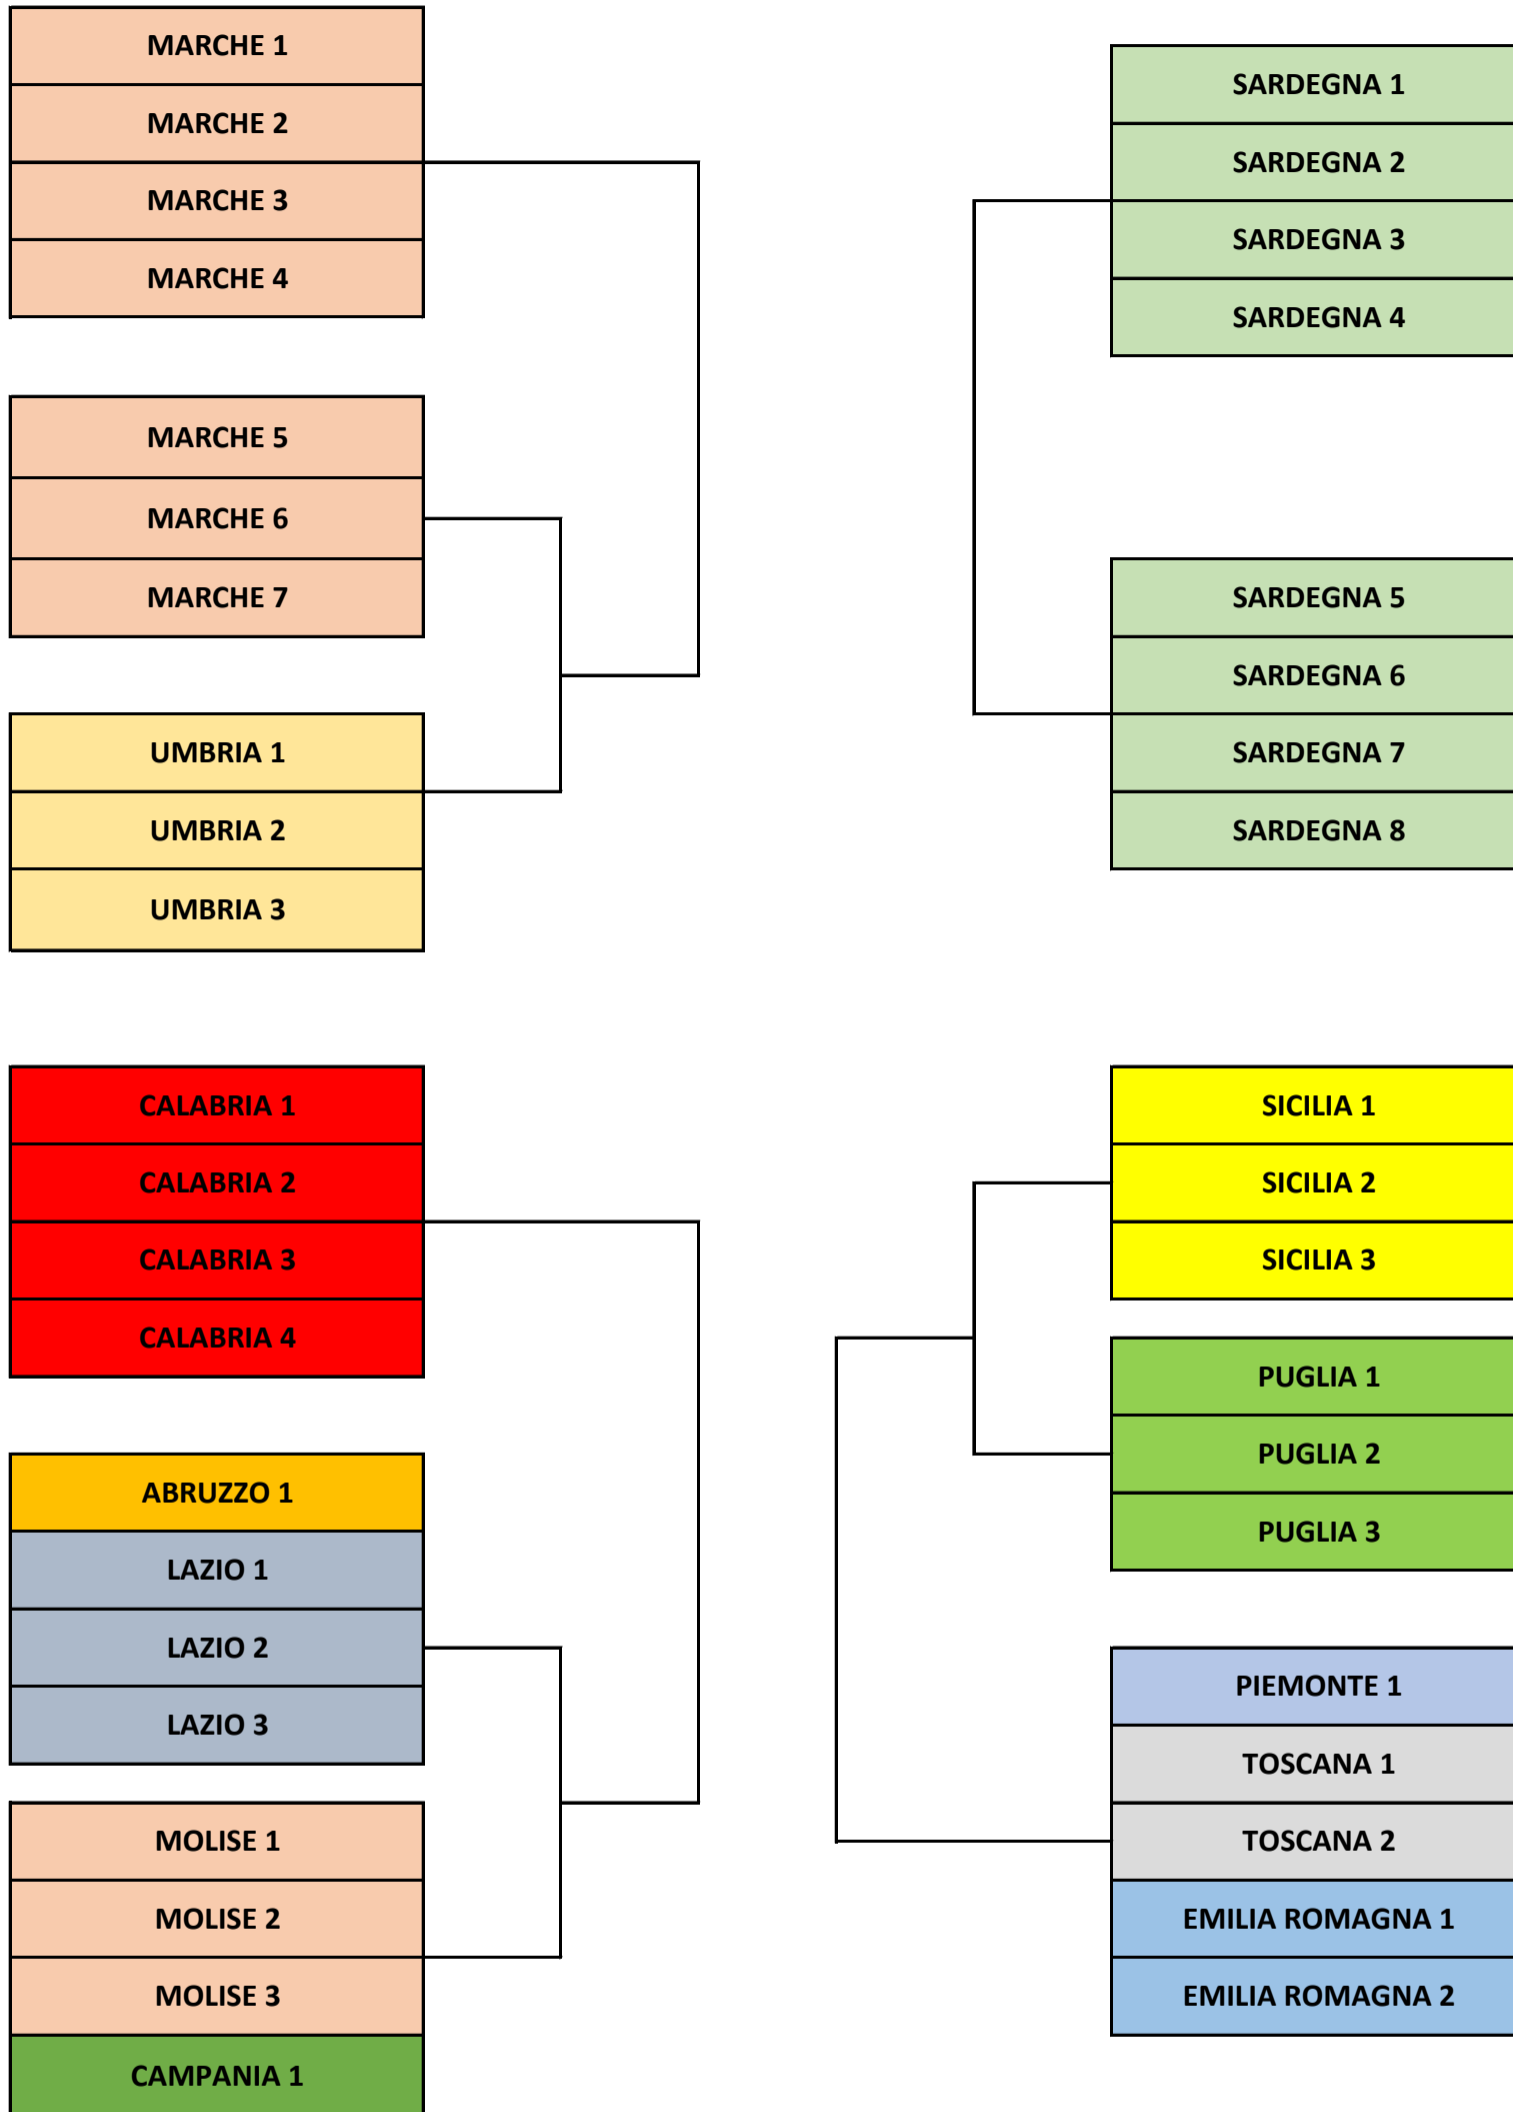 MARCHE 1
MARCHE 2
MARCHE 3
MARCHE 4
MARCHE 5
MARCHE 6
MARCHE 7
UMBRIA 1
UMBRIA 2
UMBRIA 3
SARDEGNA 1
SARDEGNA 2
SARDEGNA 3
SARDEGNA 4
SARDEGNA 5
SARDEGNA 6
SARDEGNA 7
SARDEGNA 8
CALABRIA 1
CALABRIA 2
CALABRIA 3
CALABRIA 4
ABRUZZO 1
LAZIO 1
LAZIO 2
LAZIO 3
MOLISE 1
MOLISE 2
MOLISE 3
CAMPANIA 1
SICILIA 1
SICILIA 2
SICILIA 3
PUGLIA 1
PUGLIA 2
PUGLIA 3
PIEMONTE 1
TOSCANA 1
TOSCANA 2
EMILIA ROMAGNA 1
EMILIA ROMAGNA 2